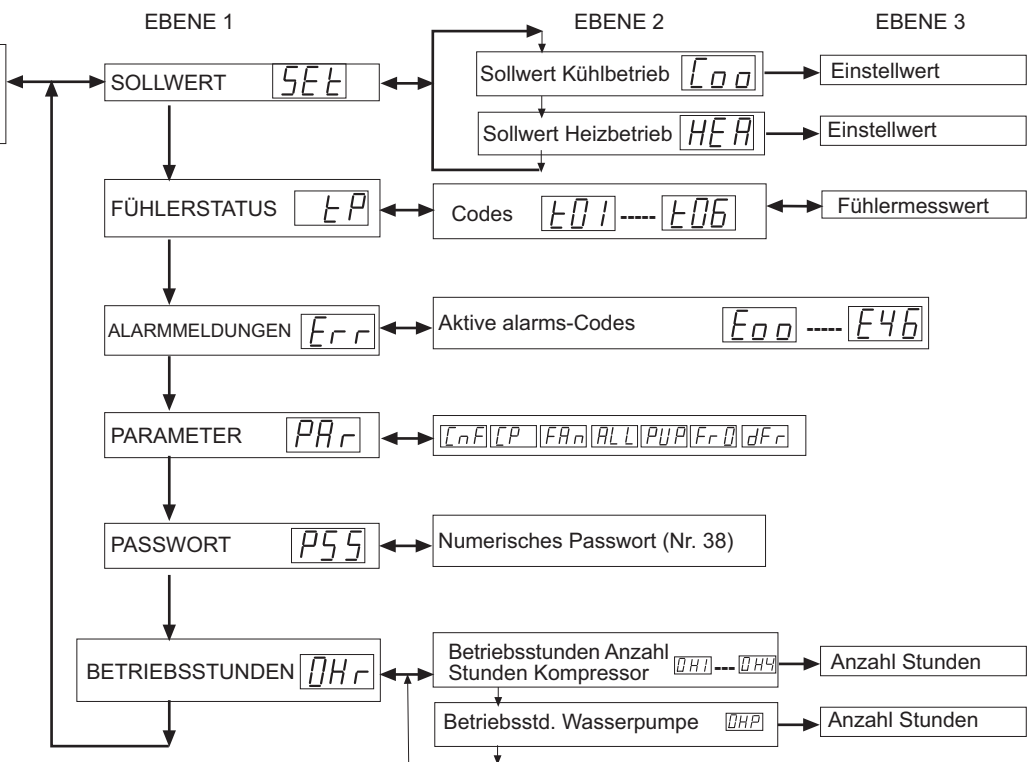 EBENE 1 EBENE 2 EBENE 3
SOLLWERT SEt
Sollwert Kühlbetrieb Coo
Einstellwert
Sollwert Heizbetrieb HEA
Einstellwert
FÜHLERSTATUS tP
Codes t01 ----- t06
Fühlermesswert
ALARMMELDUNGEN Err
Aktive alarms-Codes Eoo ----- E46
PARAMETER PAr
CnF CP FAn ALL PUP Fr0 dFr
PASSWORT PSS
Numerisches Passwort (Nr. 38)
BETRIEBSSTUNDEN OHr
Betriebsstunden Anzahl
Stunden Kompressor OH1 --- OH4
Anzahl Stunden
Betriebsstd. Wasserpumpe OHP
Anzahl Stunden